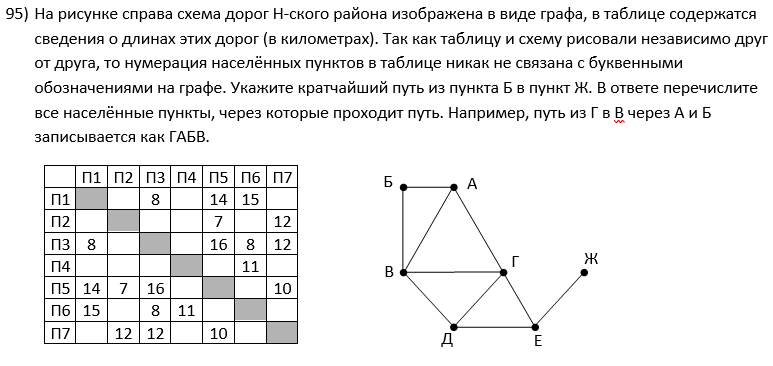 95) На рисунке справа схема дорог Н-ского района изображена в виде графа, в таблице содержатся
сведения о длинах этих дорог (в километрах). Так как таблицу и схему рисовали независимо друг
от друга, то нумерация населённых пунктов в таблице никак не связана с буквенными
обозначениями на графе. Укажите кратчайший путь из пункта Б в пункт Ж. В ответе перечислите
все населённые пункты, через которые проходит путь. Например, путь из Г в В через А и Б
записывается как ГАБВ.
П1 П2 П3 П4 П5 П6 П7
П1 8 14 15
П2 7 12
П3 8 16 8 12
П4 11
П5 14 7 16 10
П6 15 8 11
П7 12 12 10
Б А
В Г Ж
Д Е